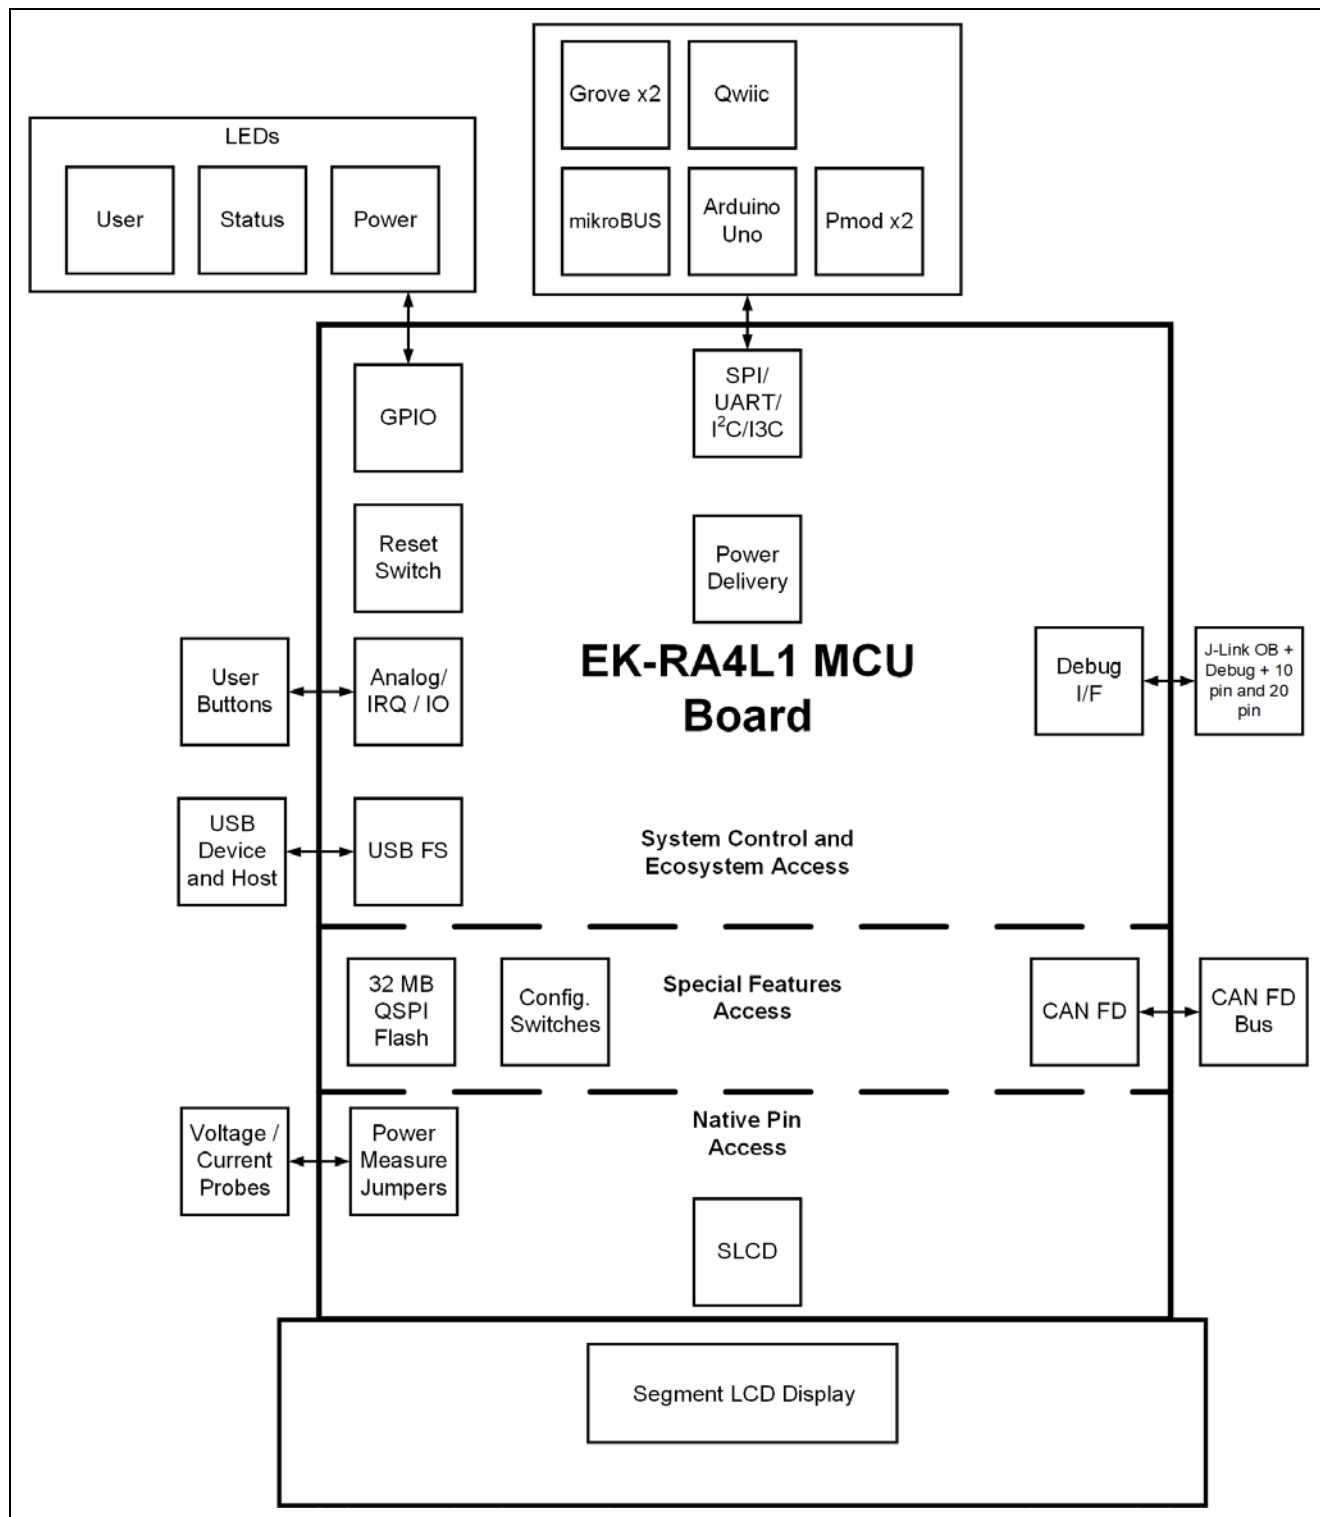 Grove x2
Qwiic
LEDs
User
Status
Power
mikroBUS
Arduino
Uno
Pmod x2
GPIO
SPI/
UART/
I²C/I3C
Reset
Switch
Power
Delivery
EK-RA4L1 MCU
Board
User
Buttons
Analog/
IRQ / IO
Debug
I/F
J-Link OB +
Debug + 10
pin and 20
pin
USB
Device
and Host
USB FS
System Control and
Ecosystem Access
32 MB
QSPI
Flash
Config.
Switches
Special Features
Access
CAN FD
CAN FD
Bus
Voltage /
Current
Probes
Power
Measure
Jumpers
Native Pin
Access
SLCD
Segment LCD Display